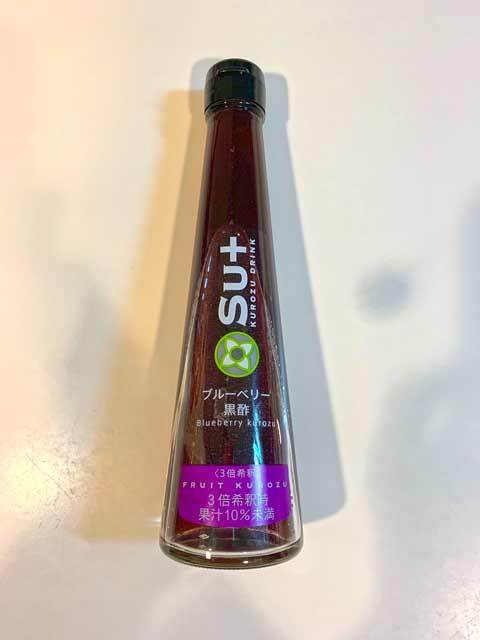 Su+
KUROZU DRINK
ブルーベリー
黒酢
Blueberry kurozu
〈3倍希釈〉
FRUIT KUROZU
3倍希釈時
果汁10%未満